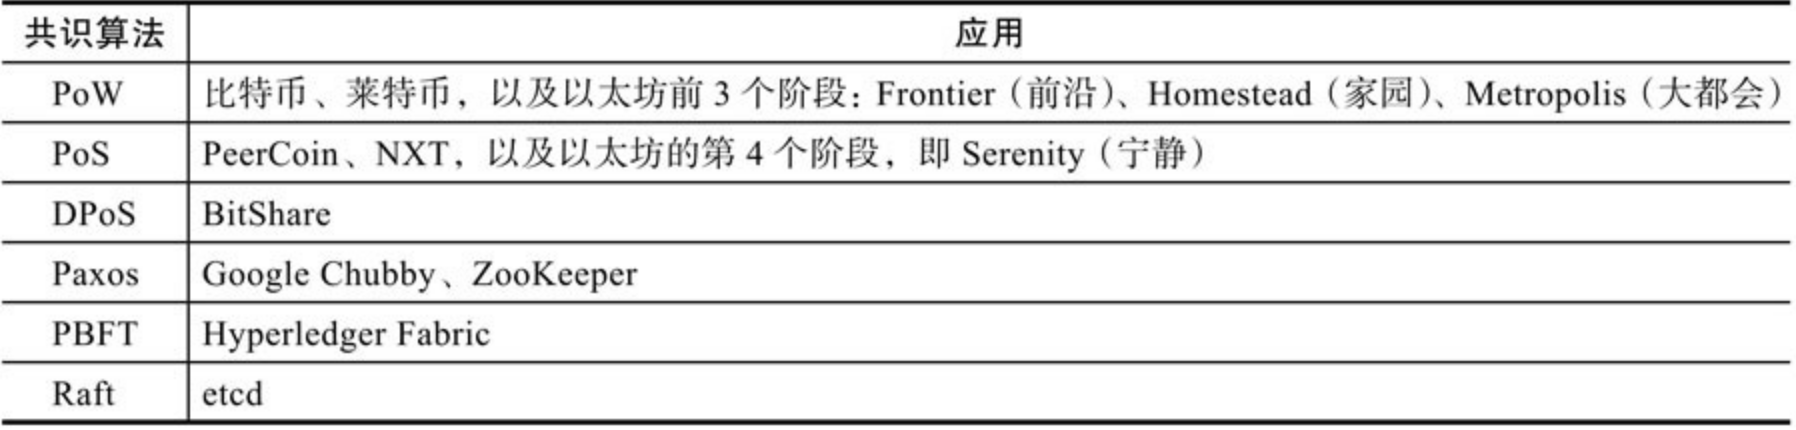 共识算法 应用
PoW 比特币、莱特币，以及以太坊前 3 个阶段：Frontier（前沿）、Homestead（家园）、Metropolis（大都会）
PoS PeerCoin、NXT，以及以太坊的第 4 个阶段，即 Serenity（宁静）
DPoS BitShare
Paxos Google Chubby、ZooKeeper
PBFT Hyperledger Fabric
Raft etcd